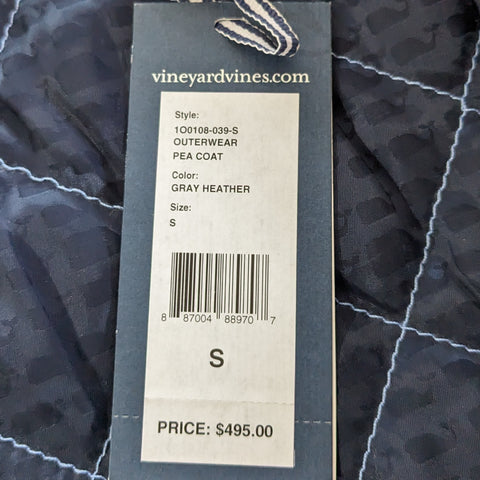 vineyardvines.com
Style:
1O0108-039-S
OUTERWEAR
PEA COAT
Color:
GRAY HEATHER
Size:
S
8 87004 88970 7
S
PRICE: $495.00